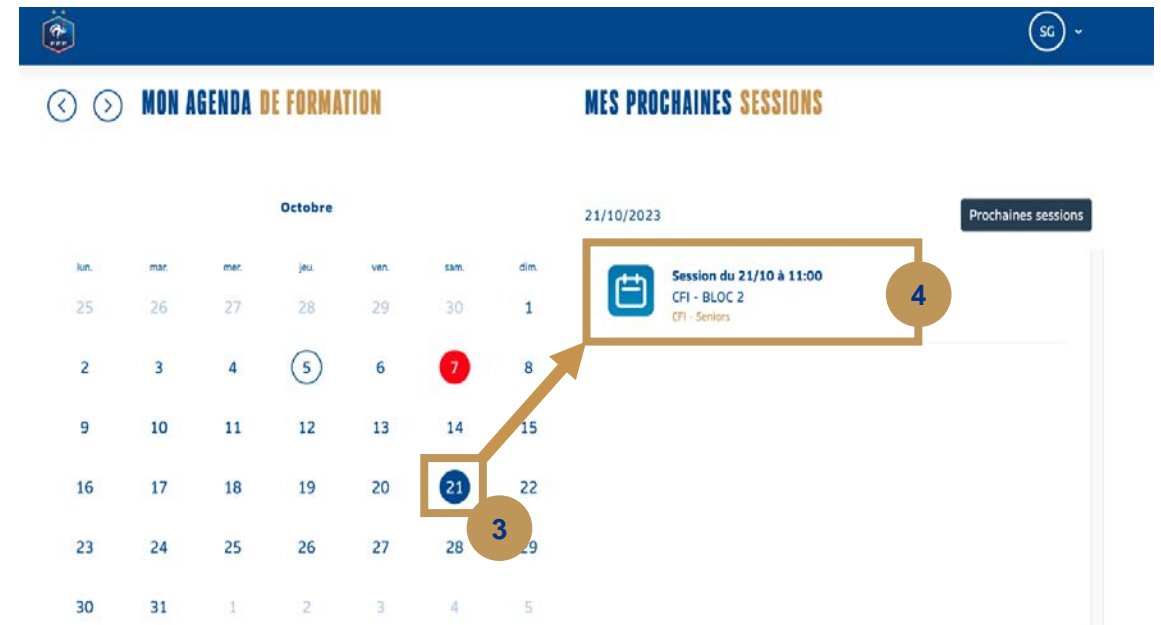 FFF
SG
MON AGENDA DE FORMATION
MES PROCHAINES SESSIONS
Octobre
lun. mar. mer. jeu. ven. sam. dim.
25 26 27 28 29 30 1
2 3 4 5 6 7 8
9 10 11 12 13 14 15
16 17 18 19 20 21 22
3
23 24 25 26 27 28 29
30 31 1 2 3 4 5
21/10/2023
Prochaines sessions
Session du 21/10 à 11:00
CFI - BLOC 2
CFI - Seniors
4